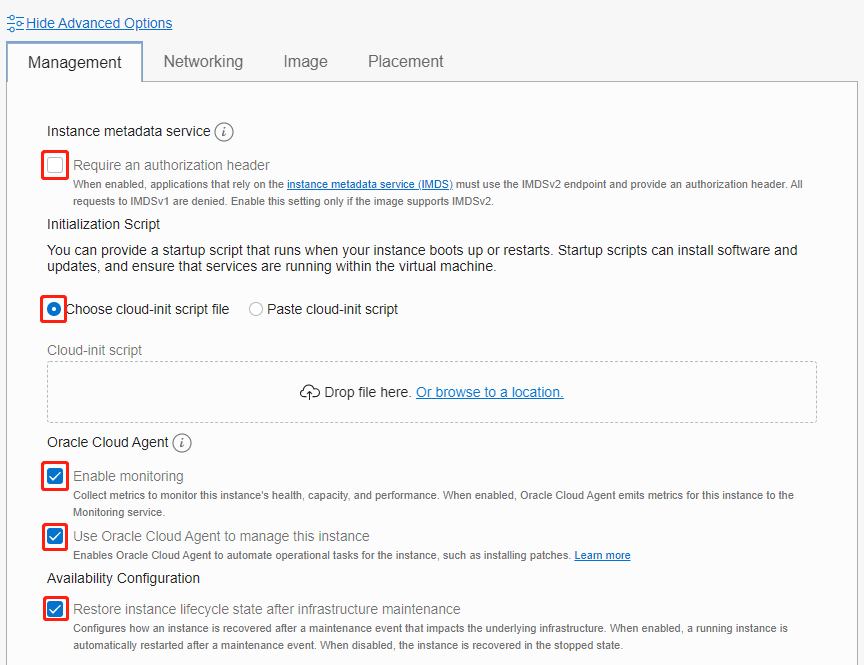 Hide Advanced Options
Management Networking Image Placement
Instance metadata service i
Require an authorization header
When enabled, applications that rely on the instance metadata service (IMDS) must use the IMDSv2 endpoint and provide an authorization header. All
requests to IMDSv1 are denied. Enable this setting only if the image supports IMDSv2.
Initialization Script
You can provide a startup script that runs when your instance boots up or restarts. Startup scripts can install software and
updates, and ensure that services are running within the virtual machine.
Choose cloud-init script file Paste cloud-init script
Cloud-init script
Drop file here. Or browse to a location.
Oracle Cloud Agent i
Enable monitoring
Collect metrics to monitor this instance's health, capacity, and performance. When enabled, Oracle Cloud Agent emits metrics for this instance to the
Monitoring service.
Use Oracle Cloud Agent to manage this instance
Enables Oracle Cloud Agent to automate operational tasks for the instance, such as installing patches. Learn more
Availability Configuration
Restore instance lifecycle state after infrastructure maintenance
Configures how an instance is recovered after a maintenance event that impacts the underlying infrastructure. When enabled, a running instance is
automatically restarted after a maintenance event. When disabled, the instance is recovered in the stopped state.